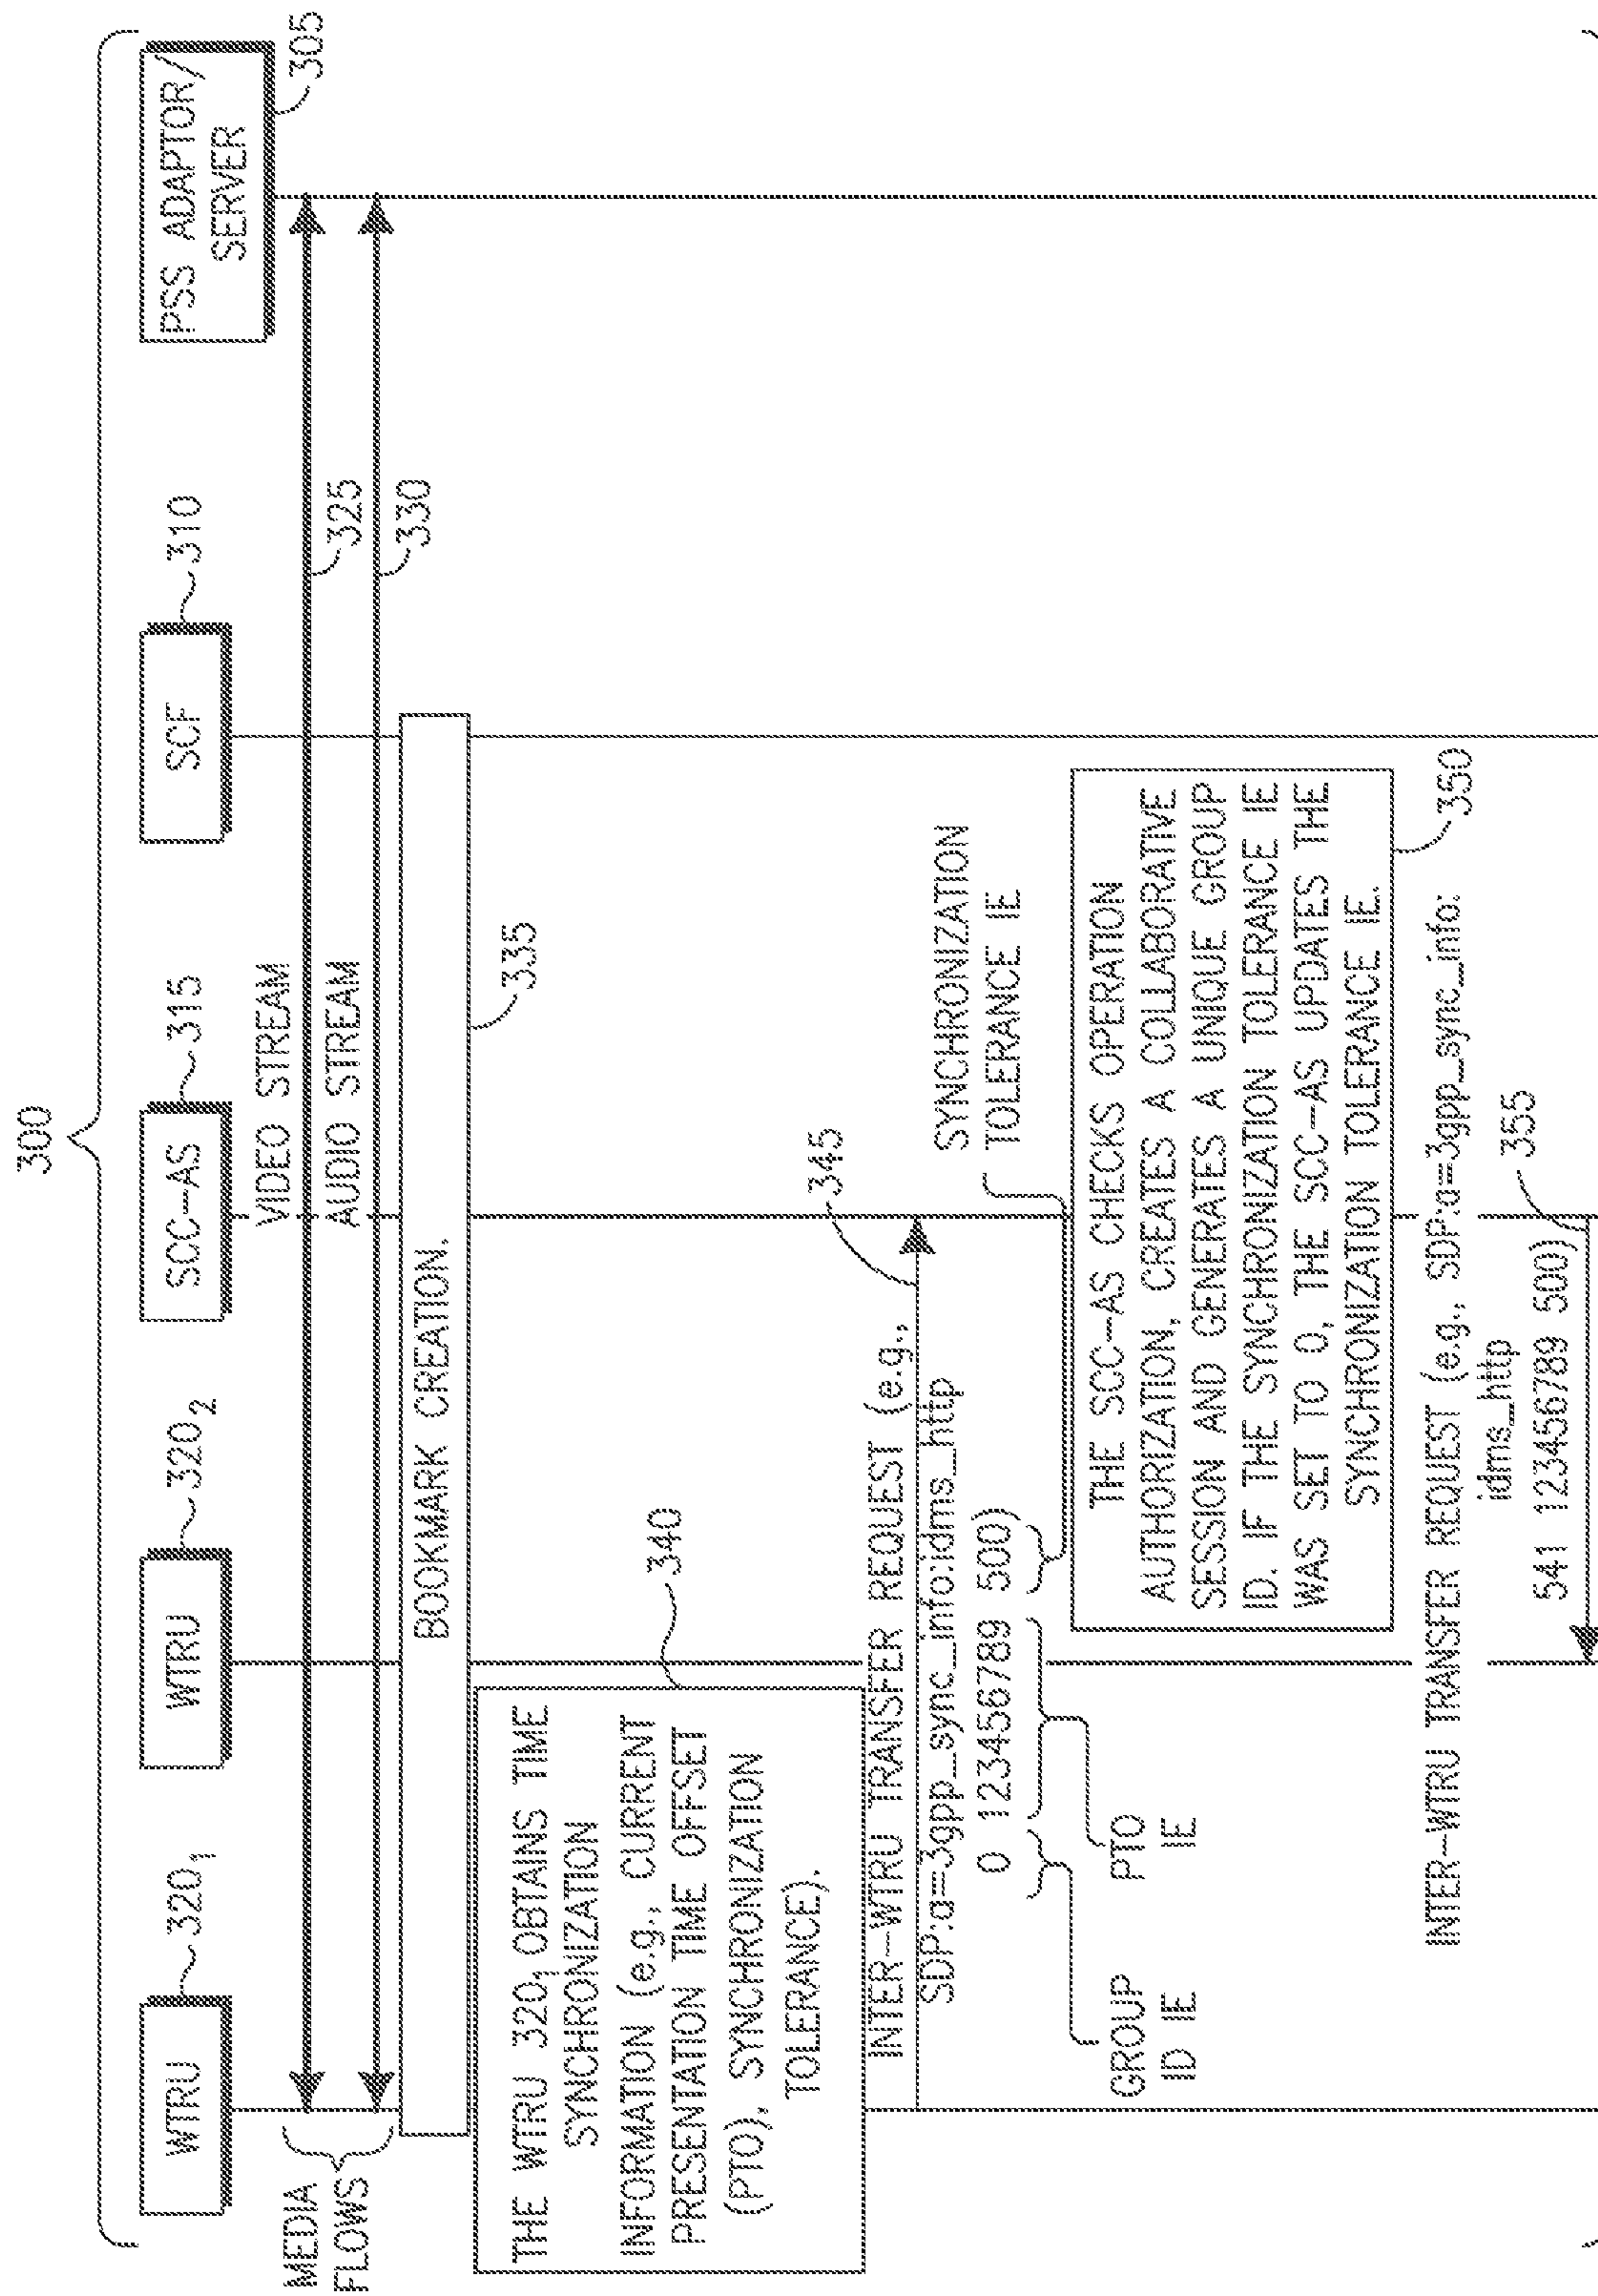 300
WTRU
320₁
WTRU
320₂
SCC-AS
315
SCF
310
PSS ADAPTOR/
SERVER
305
MEDIA
FLOWS
VIDEO STREAM
325
AUDIO STREAM
330
BOOKMARK CREATION.
335
THE WTRU 320₁ OBTAINS TIME
SYNCHRONIZATION
INFORMATION (e.g., CURRENT
PRESENTATION TIME OFFSET
(PTO), SYNCHRONIZATION
TOLERANCE).
340
INTER-WTRU TRANSFER REQUEST (e.g.,
SDP:a=3gpp_sync_info:idms_http
0 123456789 500)
345
GROUP
ID IE
PTO
IE
SYNCHRONIZATION
TOLERANCE IE
THE SCC-AS CHECKS OPERATION
AUTHORIZATION, CREATES A COLLABORATIVE
SESSION AND GENERATES A UNIQUE GROUP
ID. IF THE SYNCHRONIZATION TOLERANCE IE
WAS SET TO 0, THE SCC-AS UPDATES THE
SYNCHRONIZATION TOLERANCE IE.
350
INTER-WTRU TRANSFER REQUEST (e.g., SDP:a=3gpp_sync_info:
idms_http
541 123456789 500)
355